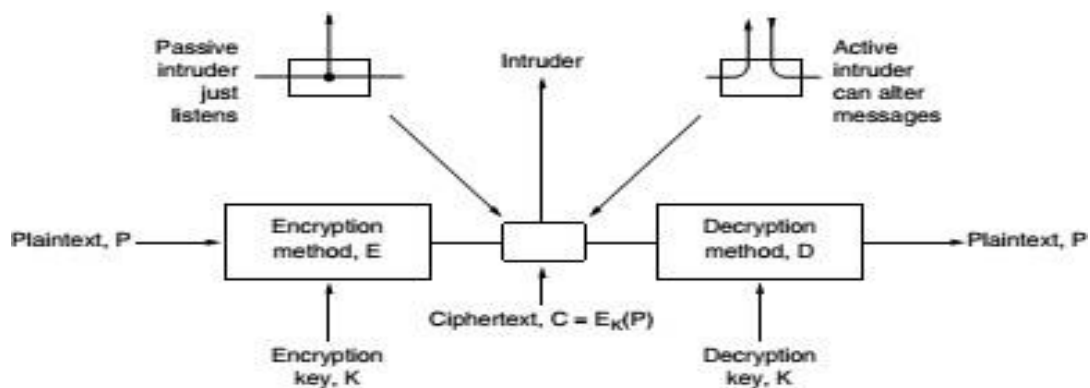 Passive
intruder
just
listens
Intruder
Active
intruder
can alter
messages
Plaintext, P
Encryption
method, E
Decryption
method, D
Plaintext, P
Ciphertext, C = E_K(P)
Encryption
key, K
Decryption
key, K